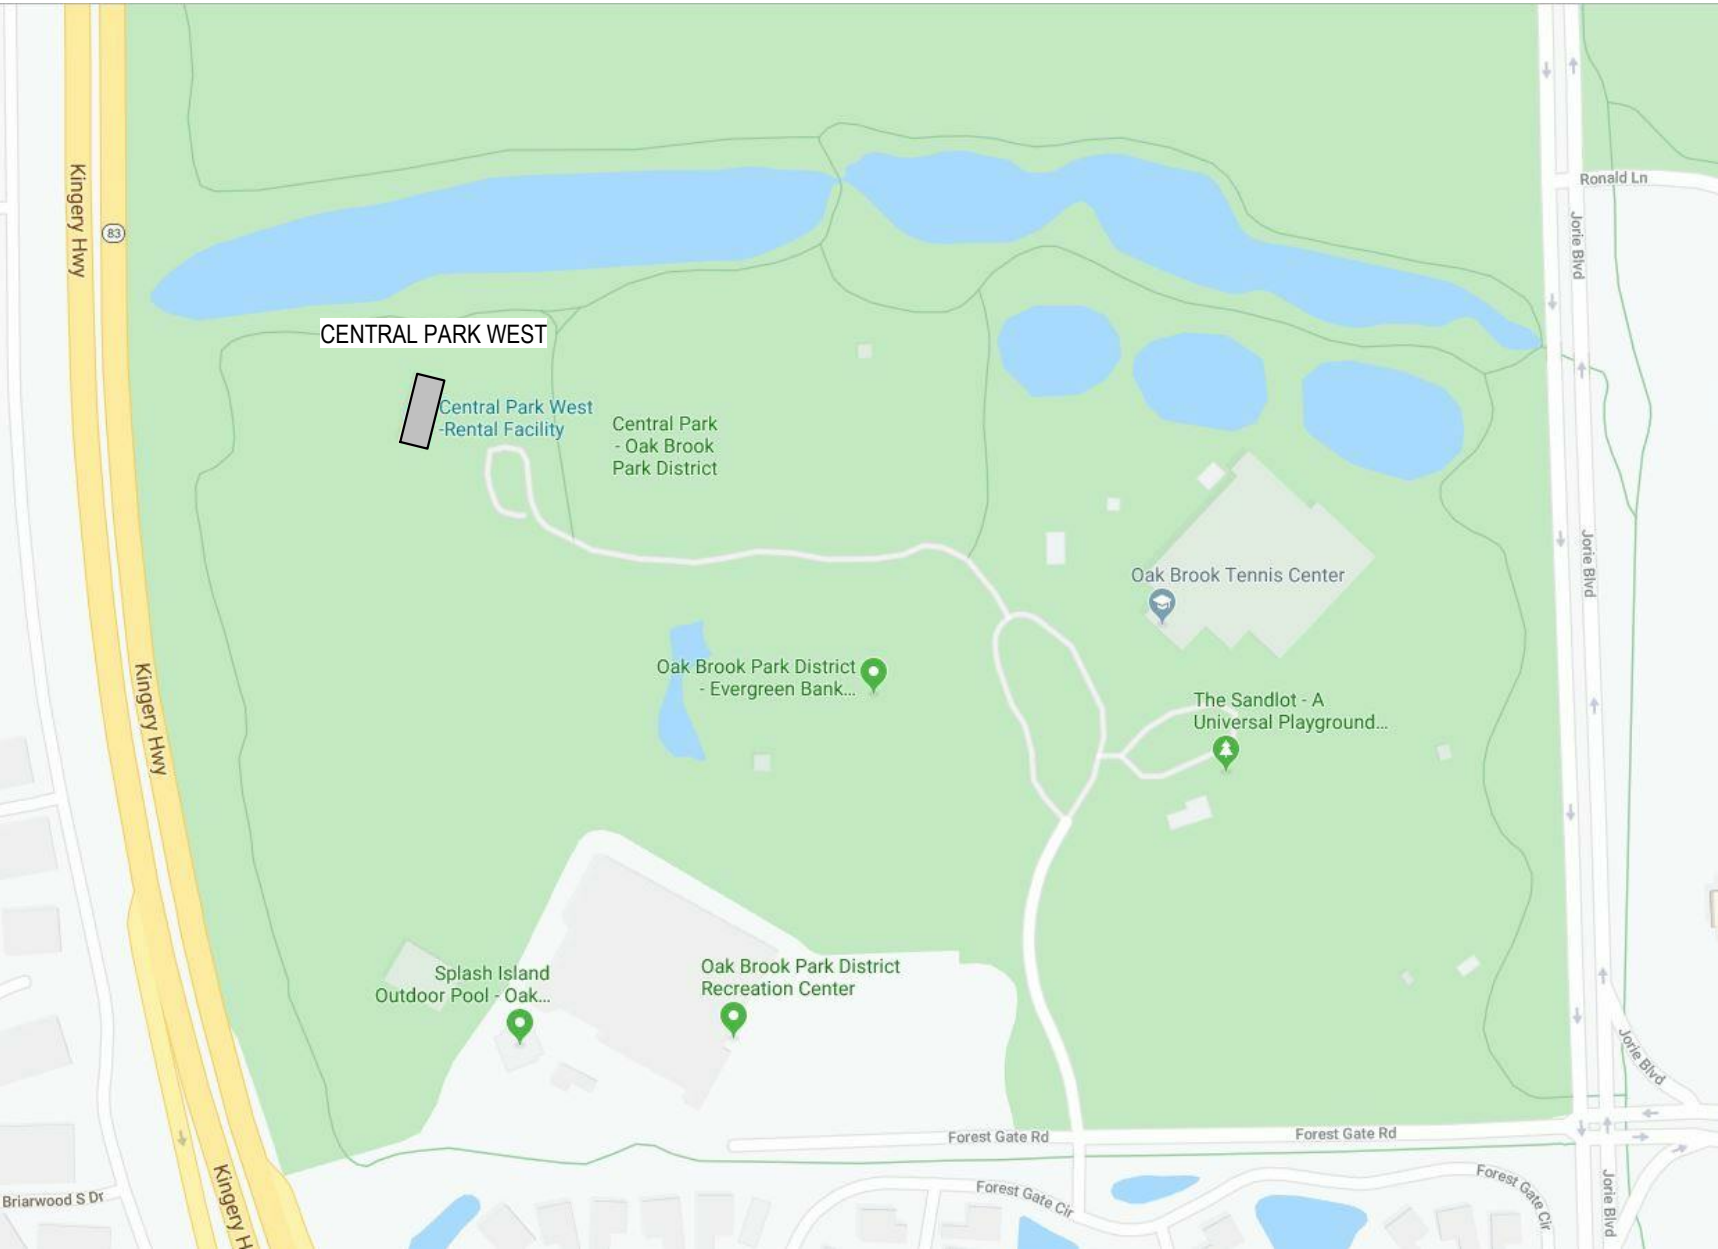 Ronald Ln
Kingery Hwy
83
Jorie Blvd
CENTRAL PARK WEST
Central Park West
-Rental Facility
Central Park
- Oak Brook
Park District
Jorie Blvd
Oak Brook Tennis Center
Oak Brook Park District
- Evergreen Bank...
Kingery Hwy
The Sandlot - A
Universal Playground...
Splash Island
Outdoor Pool - Oak...
Oak Brook Park District
Recreation Center
Jorie Blvd
Forest Gate Rd
Forest Gate Rd
Briarwood S Dr
Kingery H
Forest Gate Cir
Forest Gate Cir
Jorie Blvd